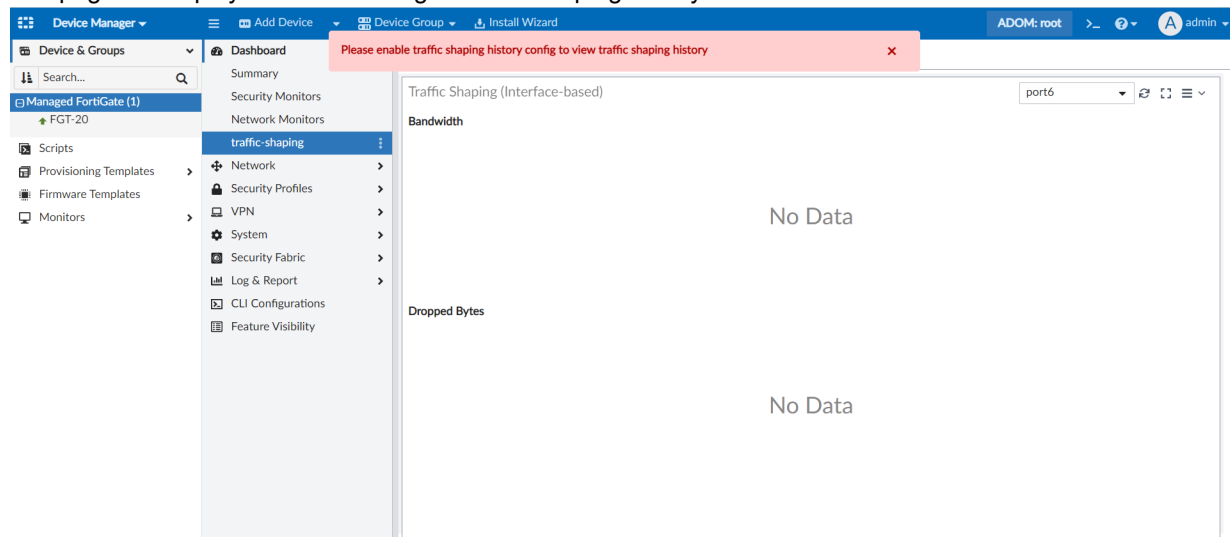 Device Manager
Add Device
Device Group
Install Wizard
ADOM: root
>_
?
A admin
Device & Groups
Search...
Managed FortiGate (1)
FGT-20
Scripts
Provisioning Templates
Firmware Templates
Monitors
Dashboard
Summary
Security Monitors
Network Monitors
traffic-shaping
Network
Security Profiles
VPN
System
Security Fabric
Log & Report
CLI Configurations
Feature Visibility
Please enable traffic shaping history config to view traffic shaping history
Traffic Shaping (Interface-based)
port6
Bandwidth
No Data
Dropped Bytes
No Data